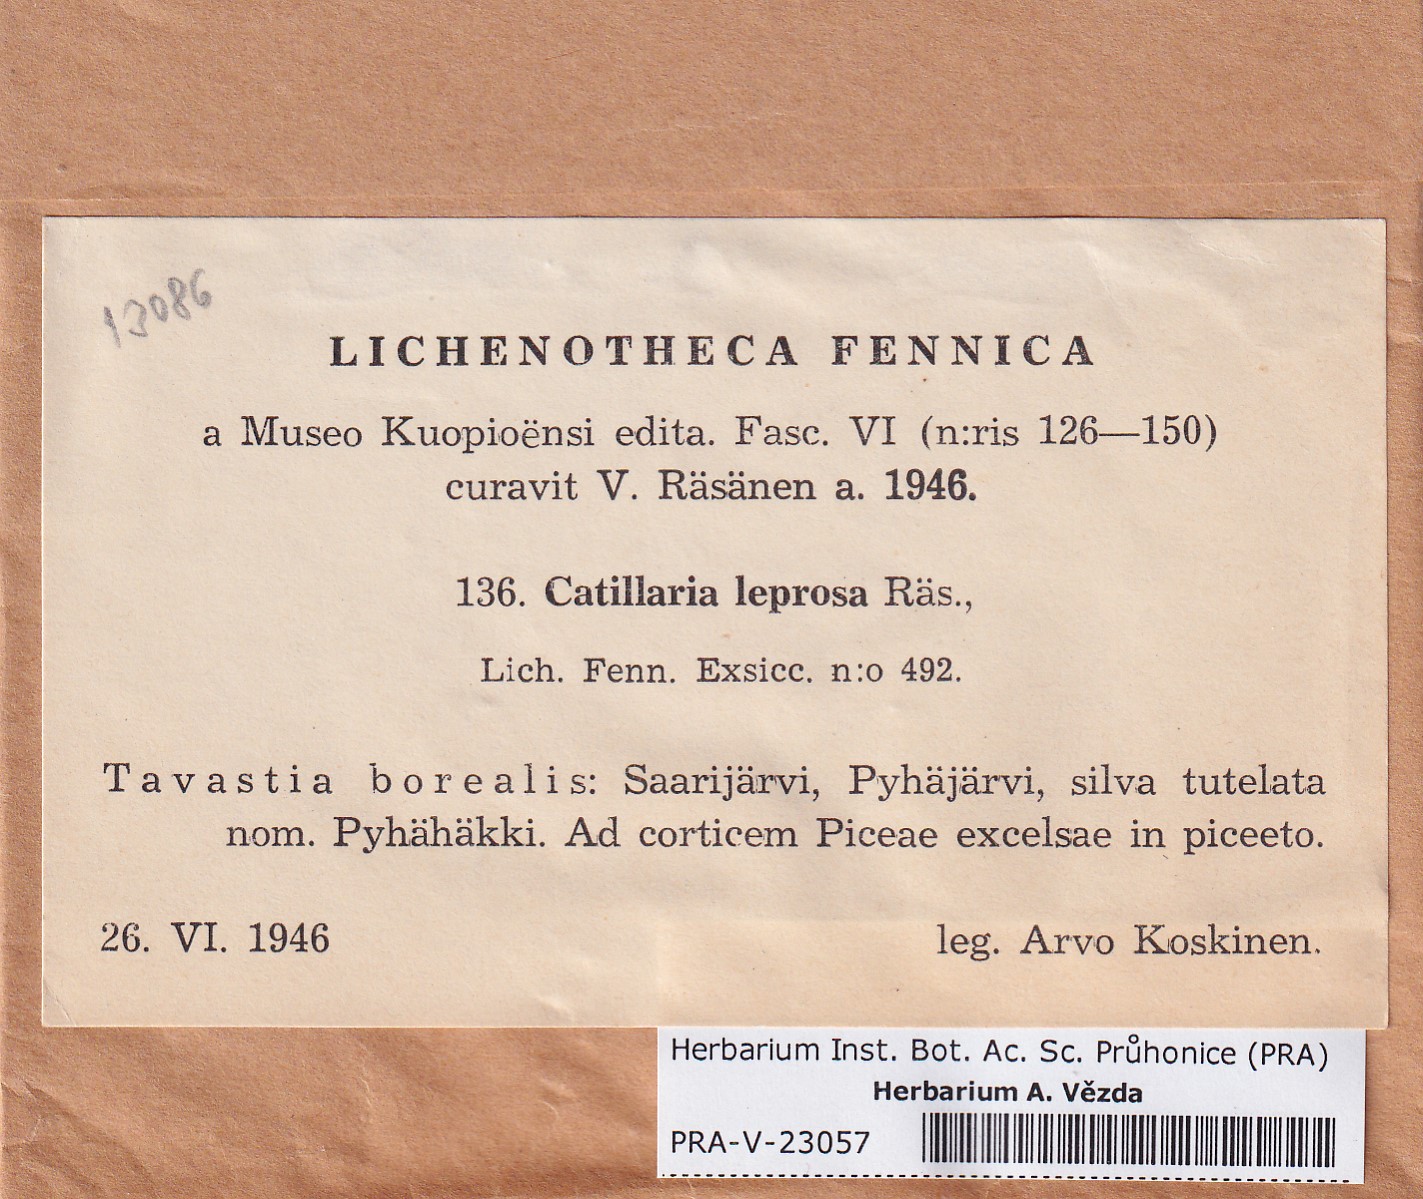 13086
LICHENOTHECA FENNICA
a Museo Kuopioënsi edita. Fasc. VI (n:ris 126—150)
curavit V. Räsänen a. 1946.
136. Catillaria leprosa Räs.,
Lich. Fenn. Exsicc. n:o 492.
Tavastia borealis: Saarijärvi, Pyhäjärvi, silva tutelata
nom. Pyhähäkki. Ad corticem Piceae excelsae in piceeto.
26. VI. 1946 leg. Arvo Koskinen.
Herbarium Inst. Bot. Ac. Sc. Průhonice (PRA)
Herbarium A. Vězda
PRA-V-23057